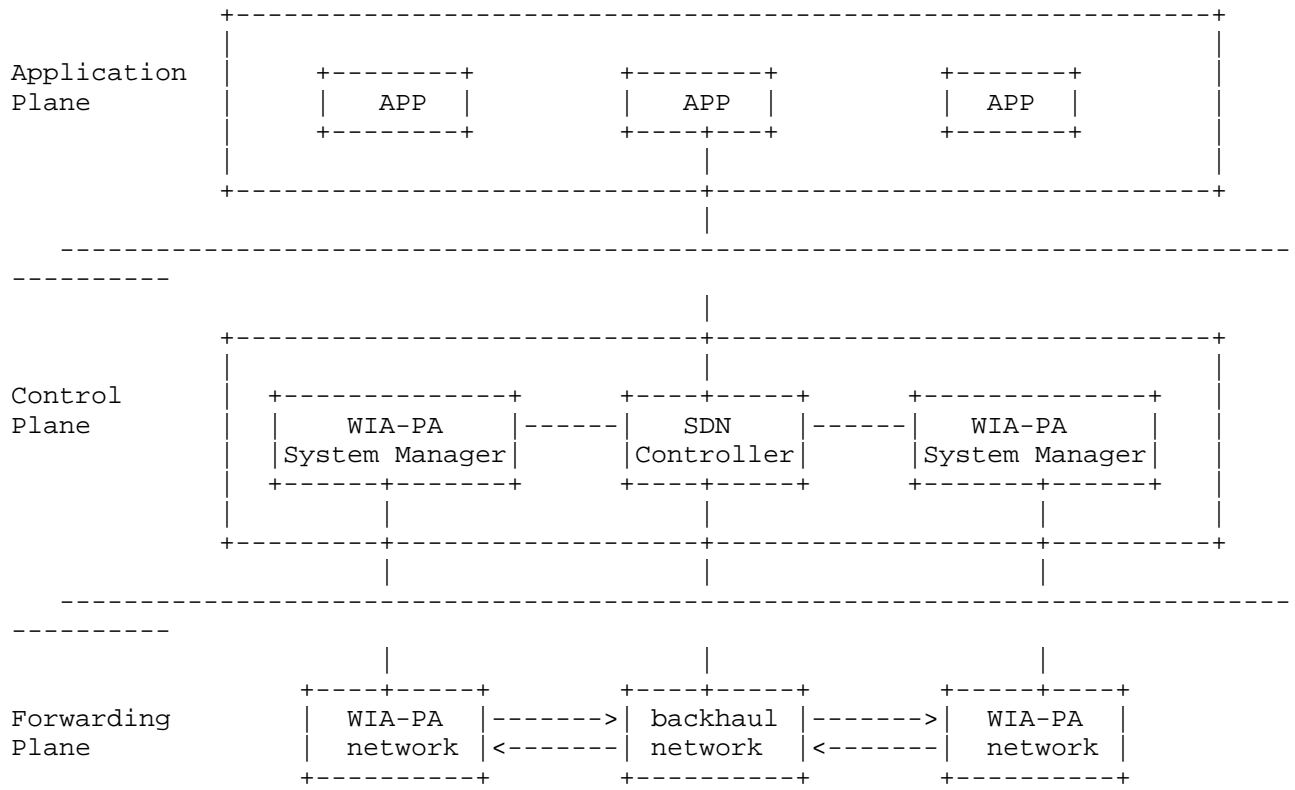 Application
Plane APP APP APP
Control
Plane WIA-PA SDN WIA-PA
System Manager Controller System Manager
Forwarding WIA-PA backhaul WIA-PA
Plane network network network